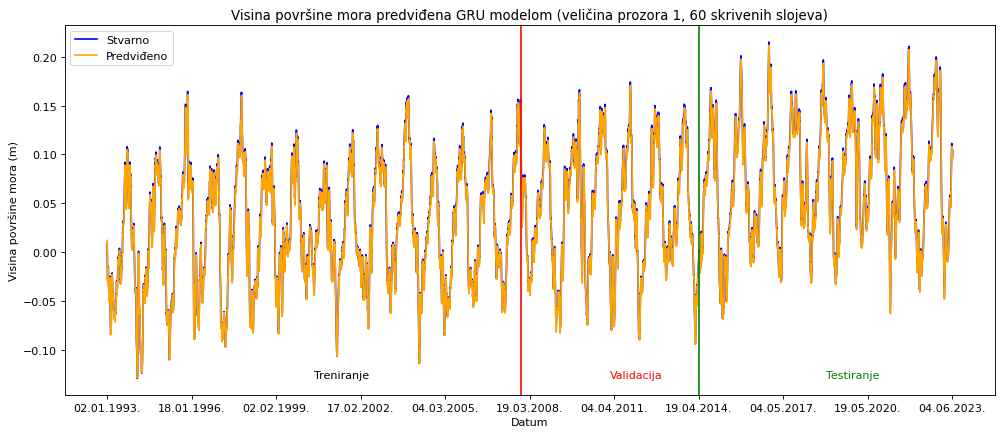 Visina površine mora predviđena GRU modelom (veličina prozora 1, 60 skrivenih slojeva)
Stvarno
Predviđeno
Visina površine mora (m)
0.20
0.15
0.10
0.05
0.00
−0.05
−0.10
Treniranje
Validacija
Testiranje
02.01.1993.
18.01.1996.
02.02.1999.
17.02.2002.
04.03.2005.
19.03.2008.
04.04.2011.
19.04.2014.
04.05.2017.
19.05.2020.
04.06.2023.
Datum